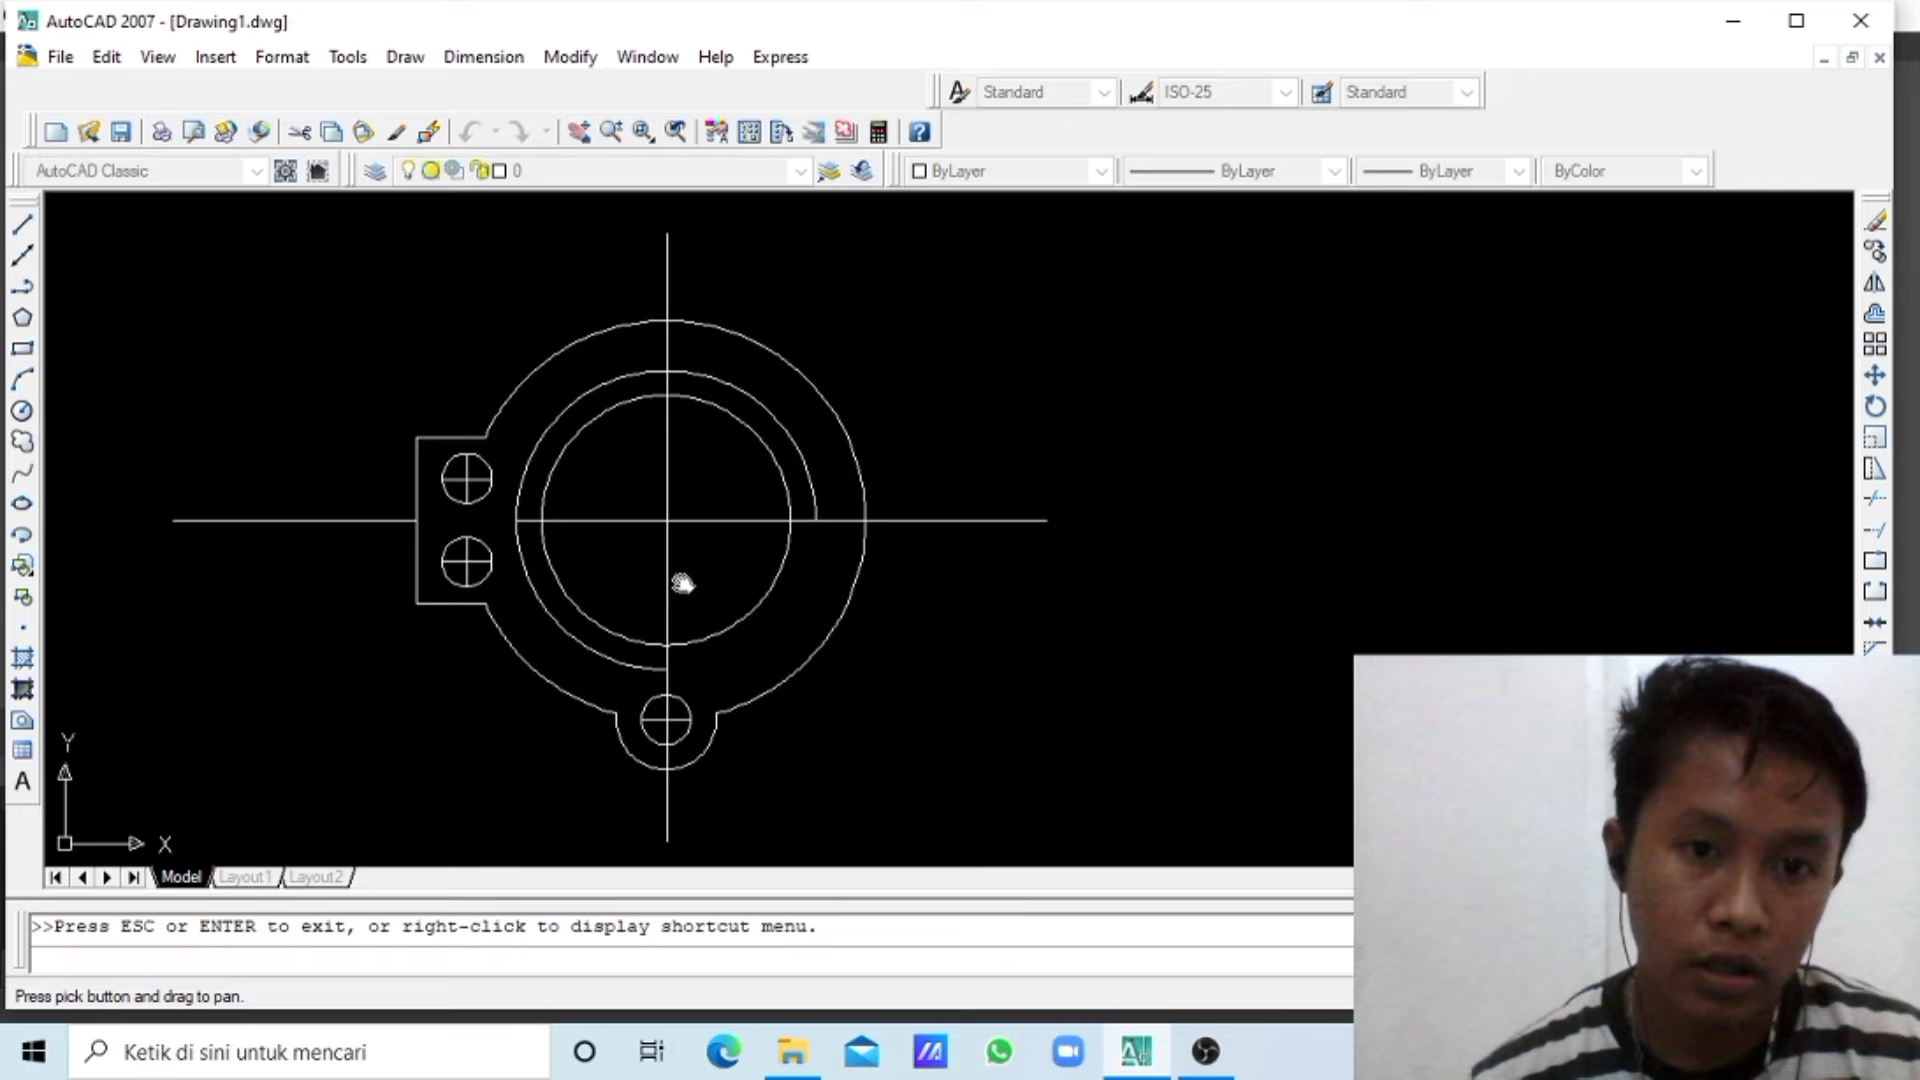 AutoCAD 2007 - [Drawing1.dwg]
File Edit View Insert Format Tools Draw Dimension Modify Window Help Express
Standard ISO-25 Standard
AutoCAD Classic 0 ByLayer ByLayer ByLayer ByColor
Y
X
A
Model Layout1 Layout2
>>Press ESC or ENTER to exit, or right-click to display shortcut menu.
Press pick button and drag to pan.
Ketik di sini untuk mencari